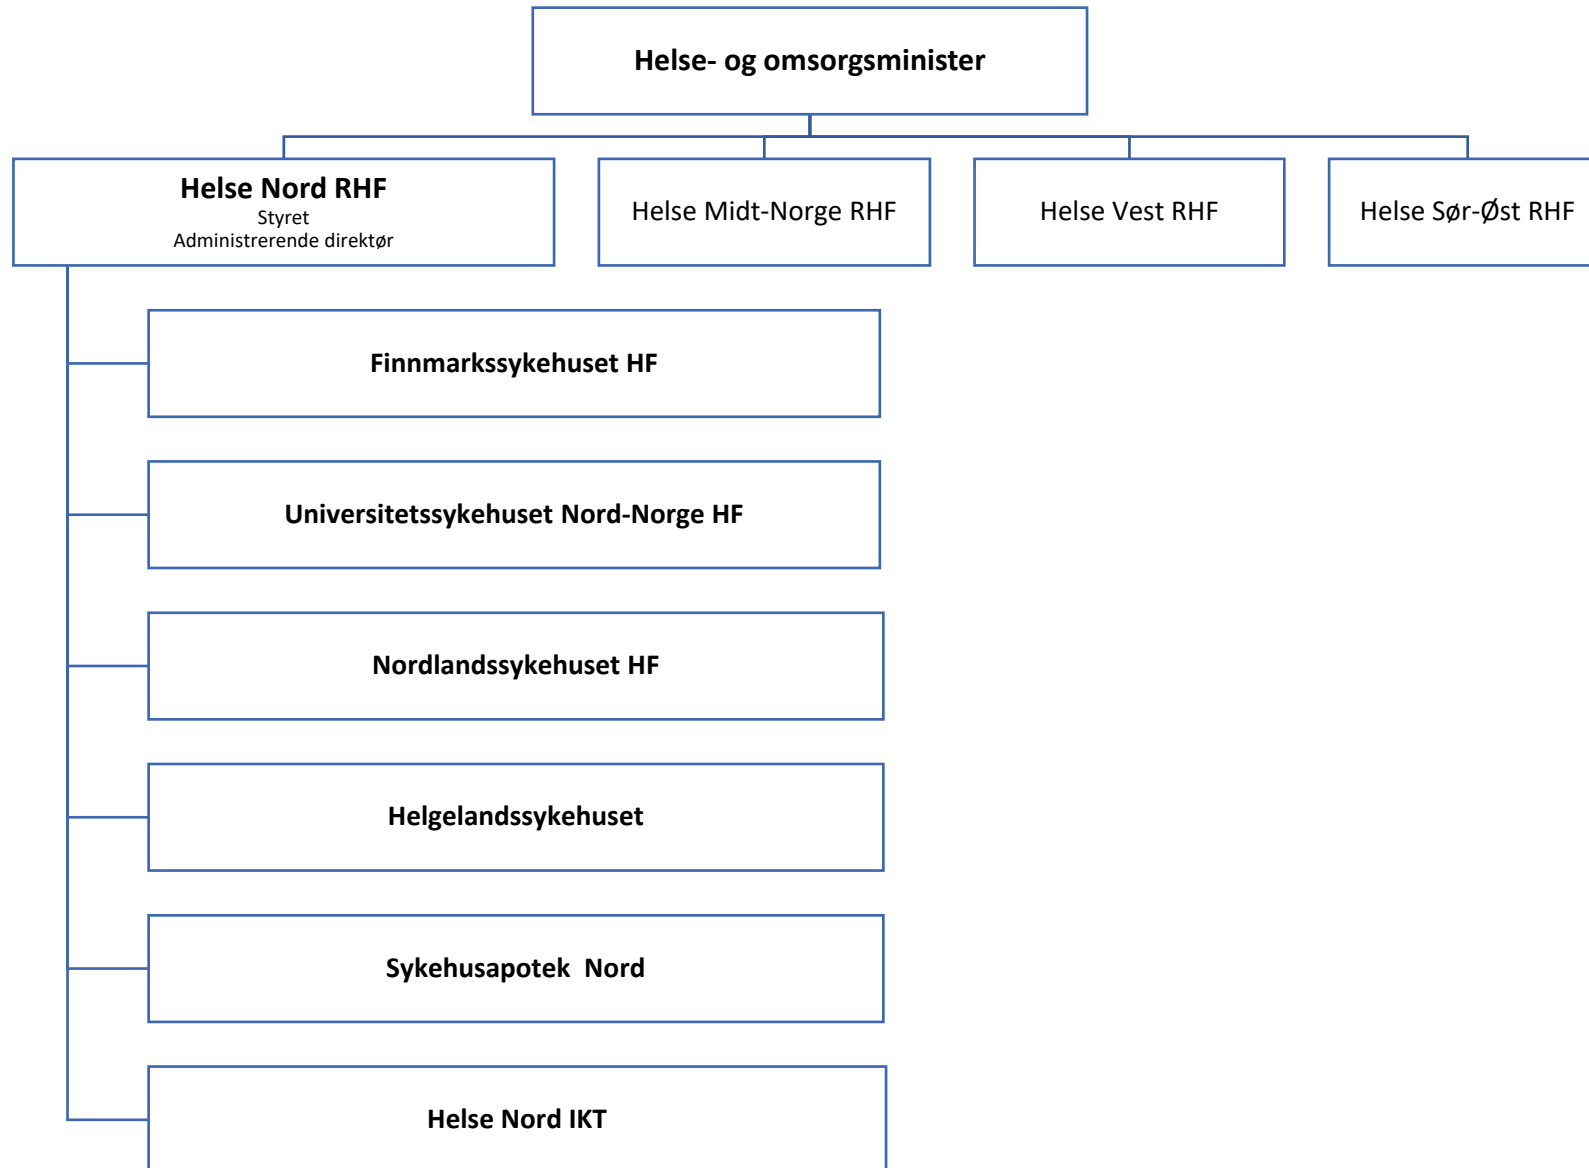 Helse- og omsorgsminister
Helse Nord RHF
Styret
Administrerende direktør
Helse Midt-Norge RHF
Helse Vest RHF
Helse Sør-Øst RHF
Finnmarkssykehuset HF
Universitetssykehuset Nord-Norge HF
Nordlandssykehuset HF
Helgelandssykehuset
Sykehusapotek  Nord
Helse Nord IKT